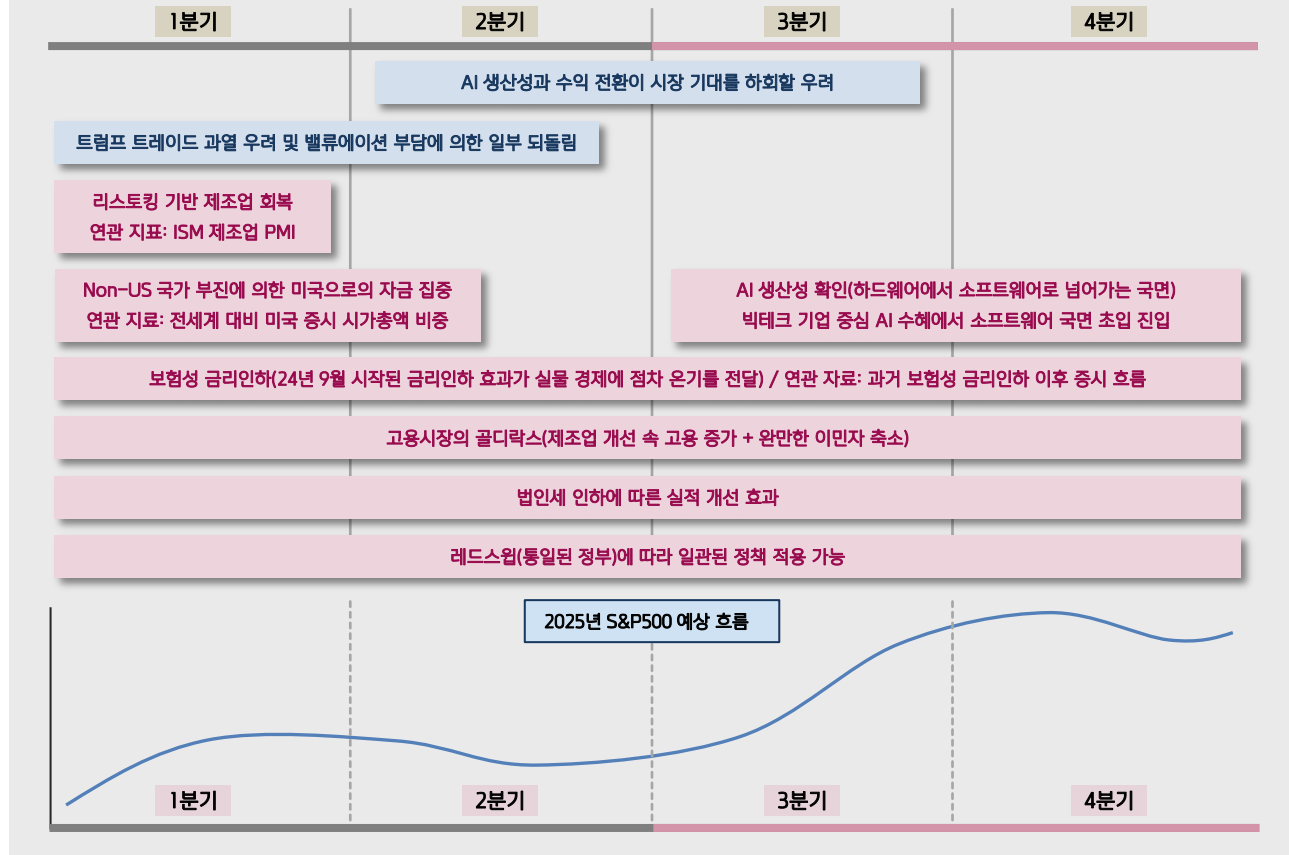 1분기
2분기
3분기
4분기
AI 생산성과 수익 전환이 시장 기대를 하회할 우려
트럼프 트레이드 과열 우려 및 밸류에이션 부담에 의한 일부 되돌림
리스토킹 기반 제조업 회복
연관 지표: ISM 제조업 PMI
Non-US 국가 부진에 의한 미국으로의 자금 집중
연관 지료: 전세계 대비 미국 증시 시가총액 비중
AI 생산성 확인(하드웨어에서 소프트웨어로 넘어가는 국면)
빅테크 기업 중심 AI 수혜에서 소프트웨어 국면 초입 진입
보험성 금리인하(24년 9월 시작된 금리인하 효과가 실물 경제에 점차 온기를 전달) / 연관 자료: 과거 보험성 금리인하 이후 증시 흐름
고용시장의 골디락스(제조업 개선 속 고용 증가 + 완만한 이민자 축소)
법인세 인하에 따른 실적 개선 효과
레드스윕(통일된 정부)에 따라 일관된 정책 적용 가능
2025년 S&P500 예상 흐름
1분기
2분기
3분기
4분기